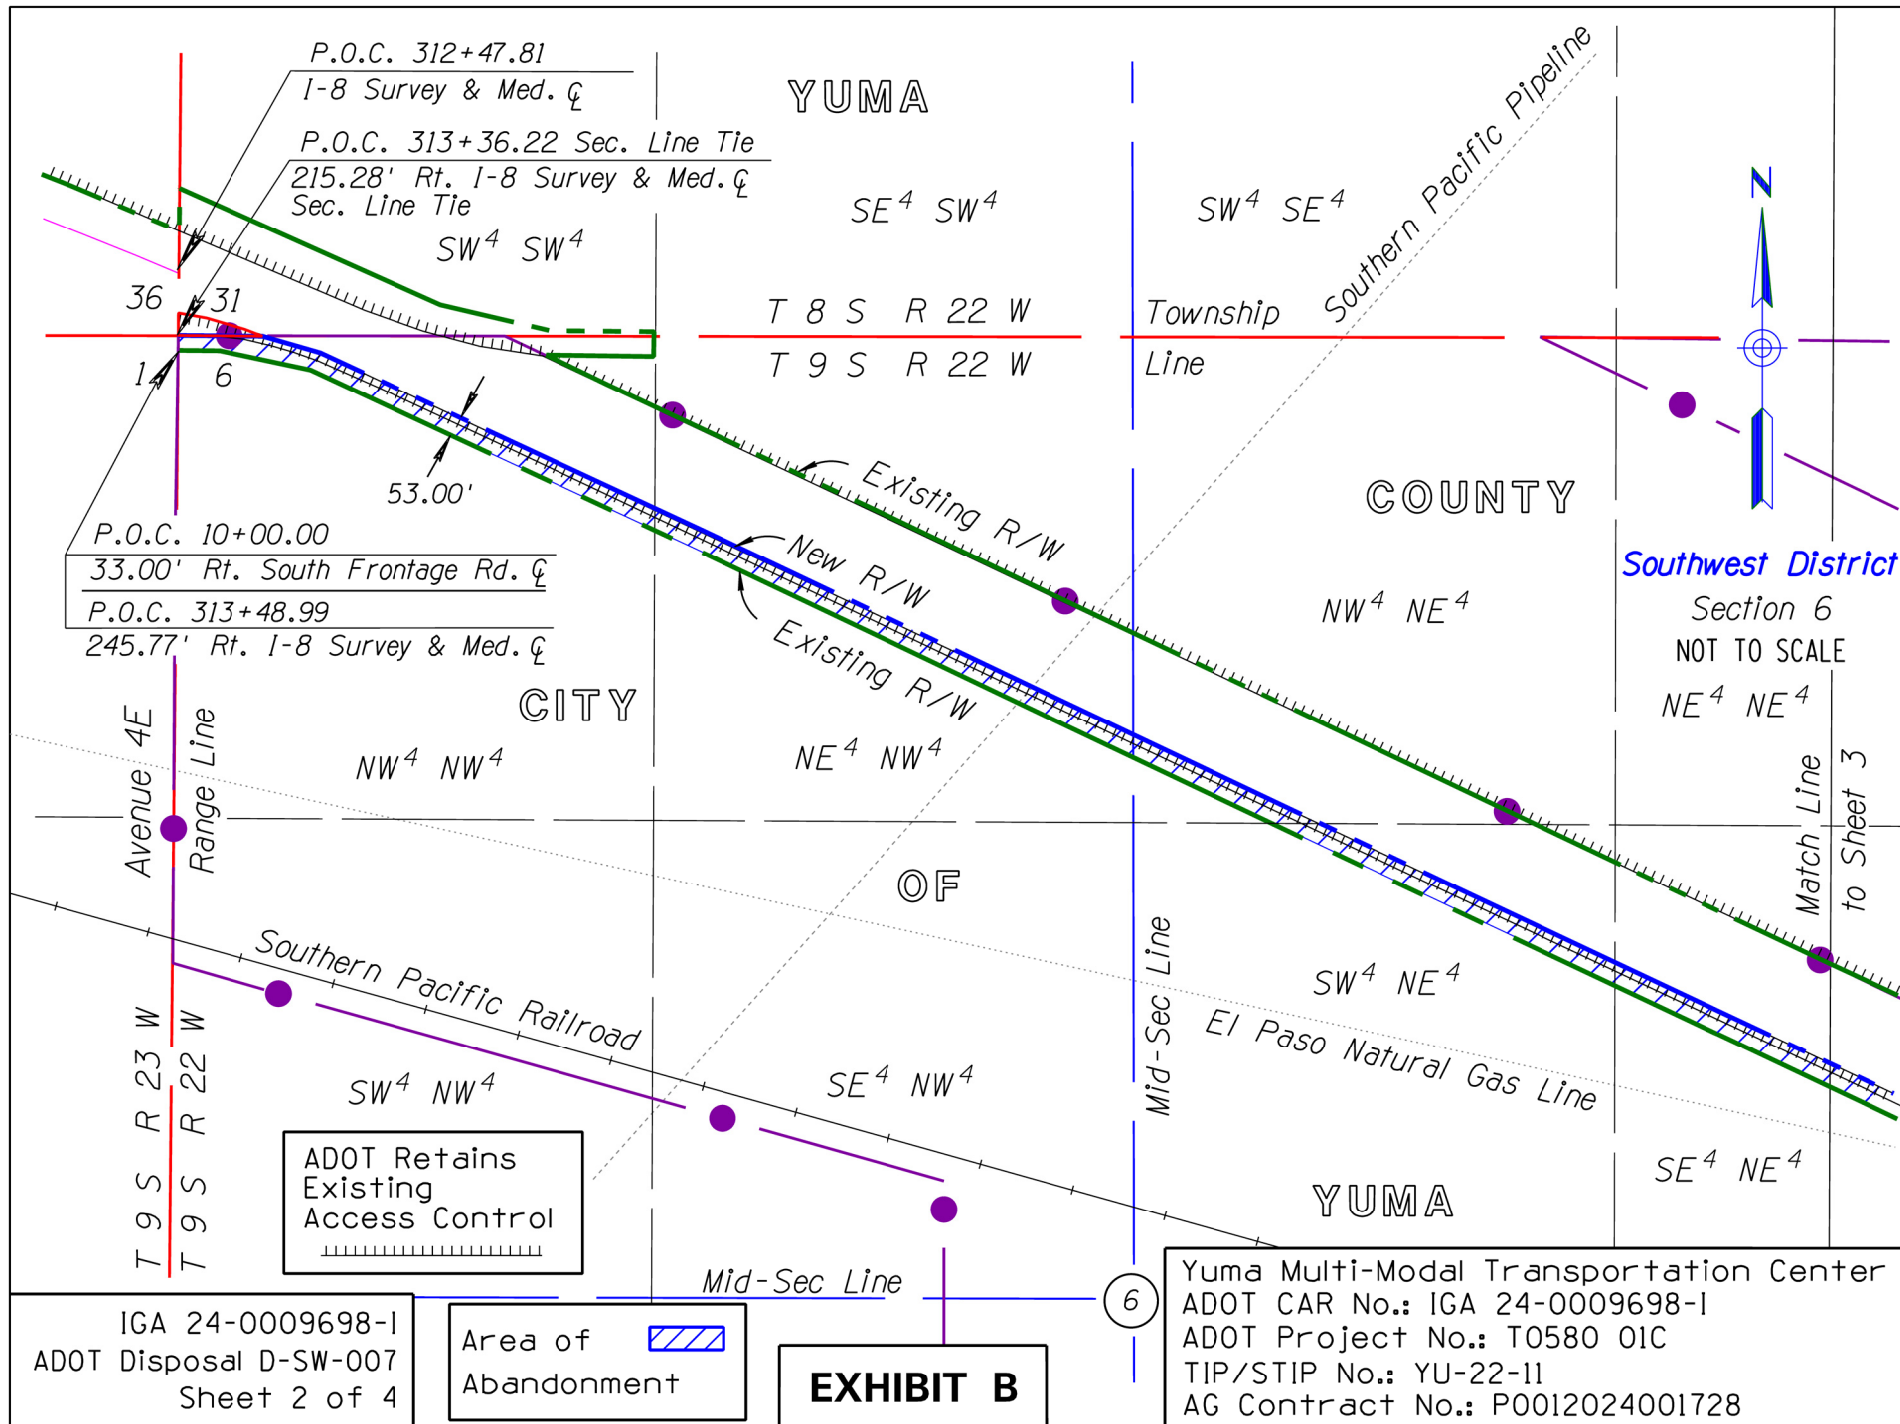 P.O.C. 312+47.81
I-8 Survey & Med. ℄
P.O.C. 313+36.22 Sec. Line Tie
215.28' Rt. I-8 Survey & Med. ℄
Sec. Line Tie
YUMA
SW⁴ SW⁴
SE⁴ SW⁴
SW⁴ SE⁴
Southern Pacific Pipeline
N
36
31
1
6
T 8 S R 22 W
Township
T 9 S R 22 W
Line
53.00'
Existing R/W
New R/W
Existing R/W
COUNTY
P.O.C. 10+00.00
33.00' Rt. South Frontage Rd. ℄
P.O.C. 313+48.99
245.77' Rt. I-8 Survey & Med. ℄
Southwest District
Section 6
NOT TO SCALE
NW⁴ NE⁴
NE⁴ NE⁴
CITY
NW⁴ NW⁴
NE⁴ NW⁴
Avenue 4E
Range Line
Match Line
to Sheet 3
OF
Southern Pacific Railroad
Mid-Sec Line
SW⁴ NE⁴
El Paso Natural Gas Line
T 9 S R 23 W
T 9 S R 22 W
SW⁴ NW⁴
SE⁴ NW⁴
SE⁴ NE⁴
YUMA
ADOT Retains
Existing
Access Control
Mid-Sec Line
6
IGA 24-0009698-I
ADOT Disposal D-SW-007
Sheet 2 of 4
Area of
Abandonment
EXHIBIT B
Yuma Multi-Modal Transportation Center
ADOT CAR No.: IGA 24-0009698-I
ADOT Project No.: T0580 01C
TIP/STIP No.: YU-22-11
AG Contract No.: P0012024001728